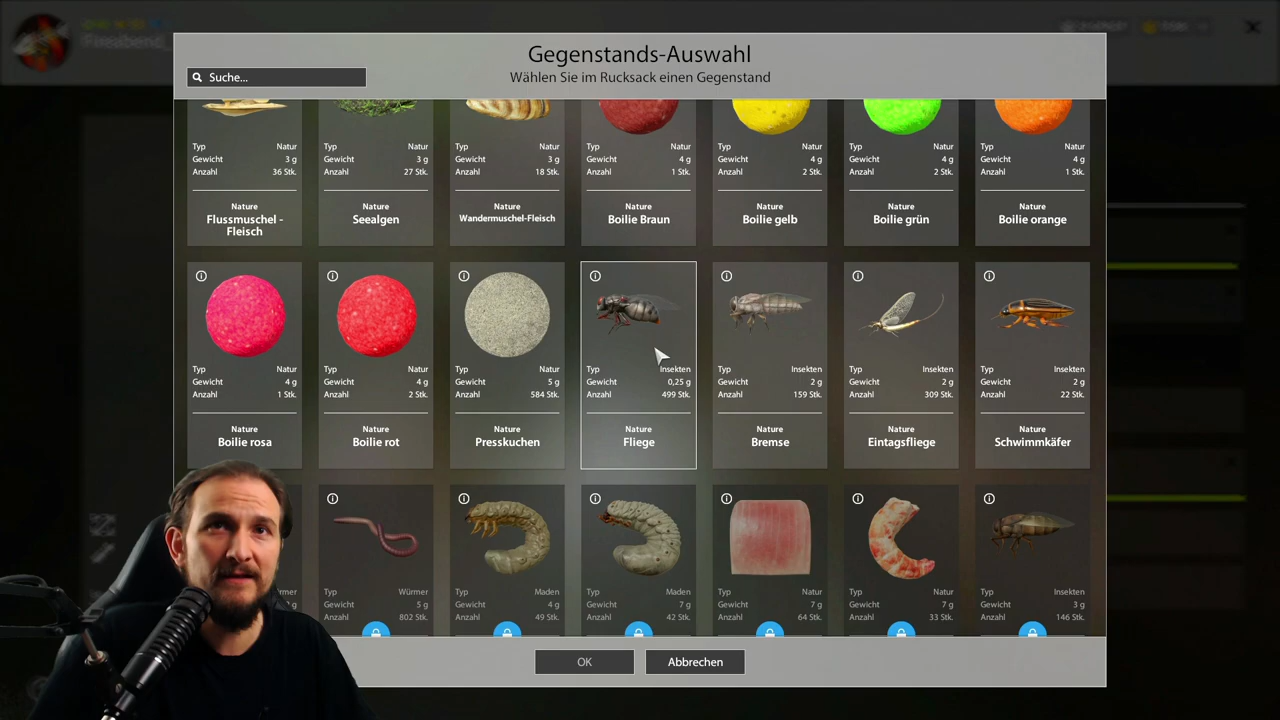 Gegenstands-Auswahl
Suche...
Wählen Sie im Rucksack einen Gegenstand
Typ Natur Typ Natur Typ Natur Typ Natur Typ Natur Typ Natur Typ Natur
Gewicht 3 g Gewicht 3 g Gewicht 3 g Gewicht 4 g Gewicht 4 g Gewicht 4 g Gewicht 4 g
Anzahl 36 Stk. Anzahl 27 Stk. Anzahl 18 Stk. Anzahl 1 Stk. Anzahl 2 Stk. Anzahl 2 Stk. Anzahl 1 Stk.
Nature Nature Nature Nature Nature Nature Nature
Flussmuschel - Seealgen Wandermuschel-Fleisch Boilie Braun Boilie gelb Boilie grün Boilie orange
Fleisch
Typ Natur Typ Natur Typ Natur Typ Insekten Typ Insekten Typ Insekten Typ Insekten
Gewicht 4 g Gewicht 4 g Gewicht 5 g Gewicht 0,25 g Gewicht 2 g Gewicht 2 g Gewicht 2 g
Anzahl 1 Stk. Anzahl 2 Stk. Anzahl 584 Stk. Anzahl 499 Stk. Anzahl 159 Stk. Anzahl 309 Stk. Anzahl 22 Stk.
Nature Nature Nature Nature Nature Nature Nature
Boilie rosa Boilie rot Presskuchen Fliege Bremse Eintagsfliege Schwimmkäfer
Typ Würmer Typ Maden Typ Maden Typ Natur Typ Natur Typ Insekten
Gewicht 5 g Gewicht 4 g Gewicht 7 g Gewicht 7 g Gewicht 7 g Gewicht 3 g
Anzahl 802 Stk. Anzahl 49 Stk. Anzahl 42 Stk. Anzahl 64 Stk. Anzahl 33 Stk. Anzahl 146 Stk.
OK Abbrechen